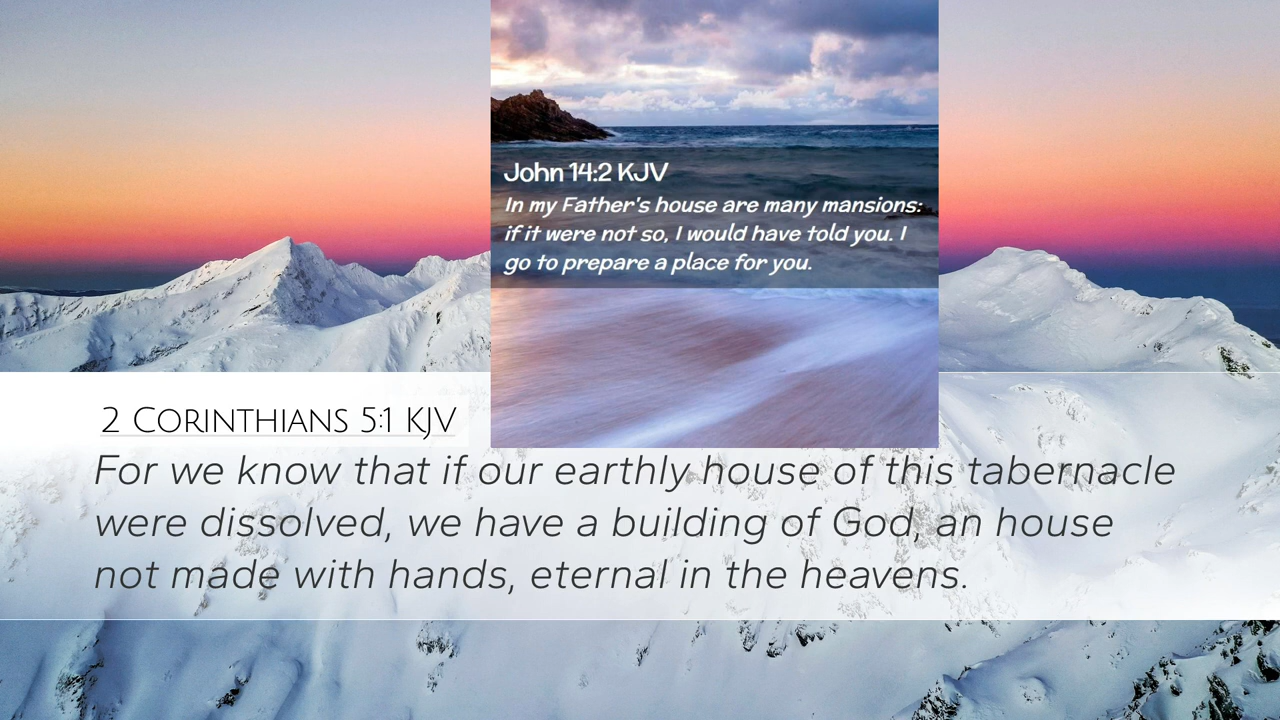 John 14:2 KJV
In my Father's house are many mansions:
if it were not so, I would have told you. I
go to prepare a place for you.
2 Corinthians 5:1 KJV
For we know that if our earthly house of this tabernacle
were dissolved, we have a building of God, an house
not made with hands, eternal in the heavens.